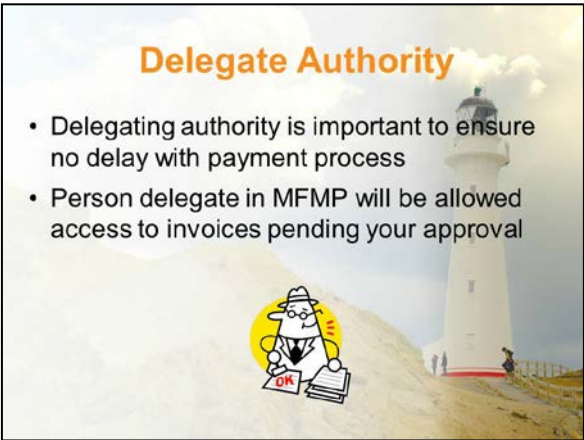 Delegate Authority
• Delegating authority is important to ensure
no delay with payment process
• Person delegate in MFMP will be allowed
access to invoices pending your approval
OK